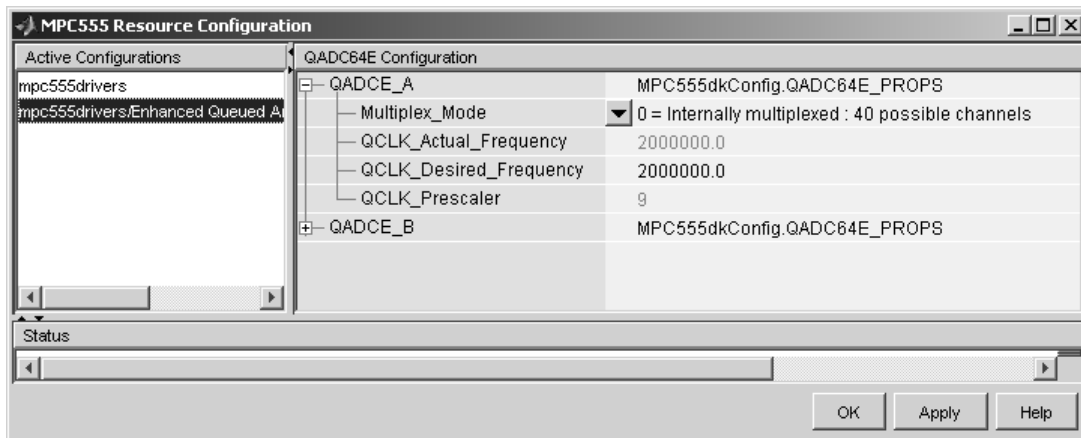 MPC555 Resource Configuration
Active Configurations
mpc555drivers
mpc555drivers/Enhanced Queued A
QADC64E Configuration
QADCE_A MPC555dkConfig.QADC64E_PROPS
Multiplex_Mode 0 = Internally multiplexed : 40 possible channels
QCLK_Actual_Frequency 2000000.0
QCLK_Desired_Frequency 2000000.0
QCLK_Prescaler 9
QADCE_B MPC555dkConfig.QADC64E_PROPS
Status
OK Apply Help